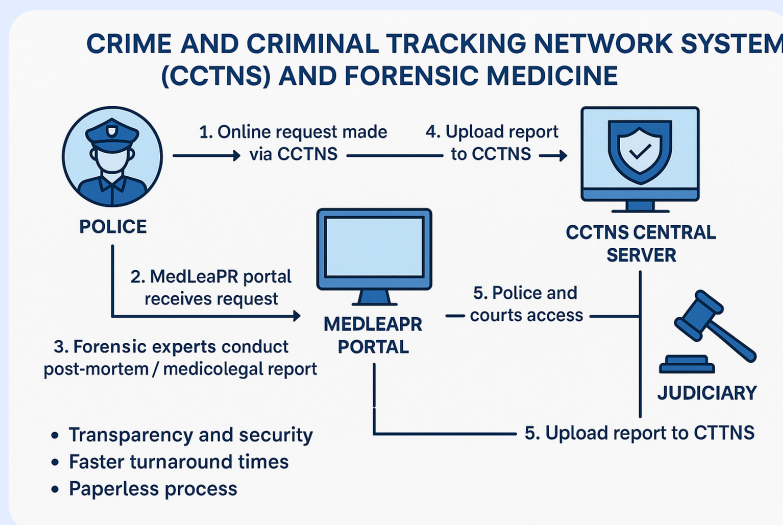 CRIME AND CRIMINAL TRACKING NETWORK SYSTEM
(CCTNS) AND FORENSIC MEDICINE
1. Online request made
via CCTNS
4. Upload report
to CCTNS
POLICE
CCTNS CENTRAL
SERVER
2. MedLeaPR portal
receives request
5. Police and
courts access
MEDLEAPR
PORTAL
3. Forensic experts conduct
post-mortem / medicolegal report
JUDICIARY
5. Upload report to CTTNS
• Transparency and security
• Faster turnaround times
• Paperless process